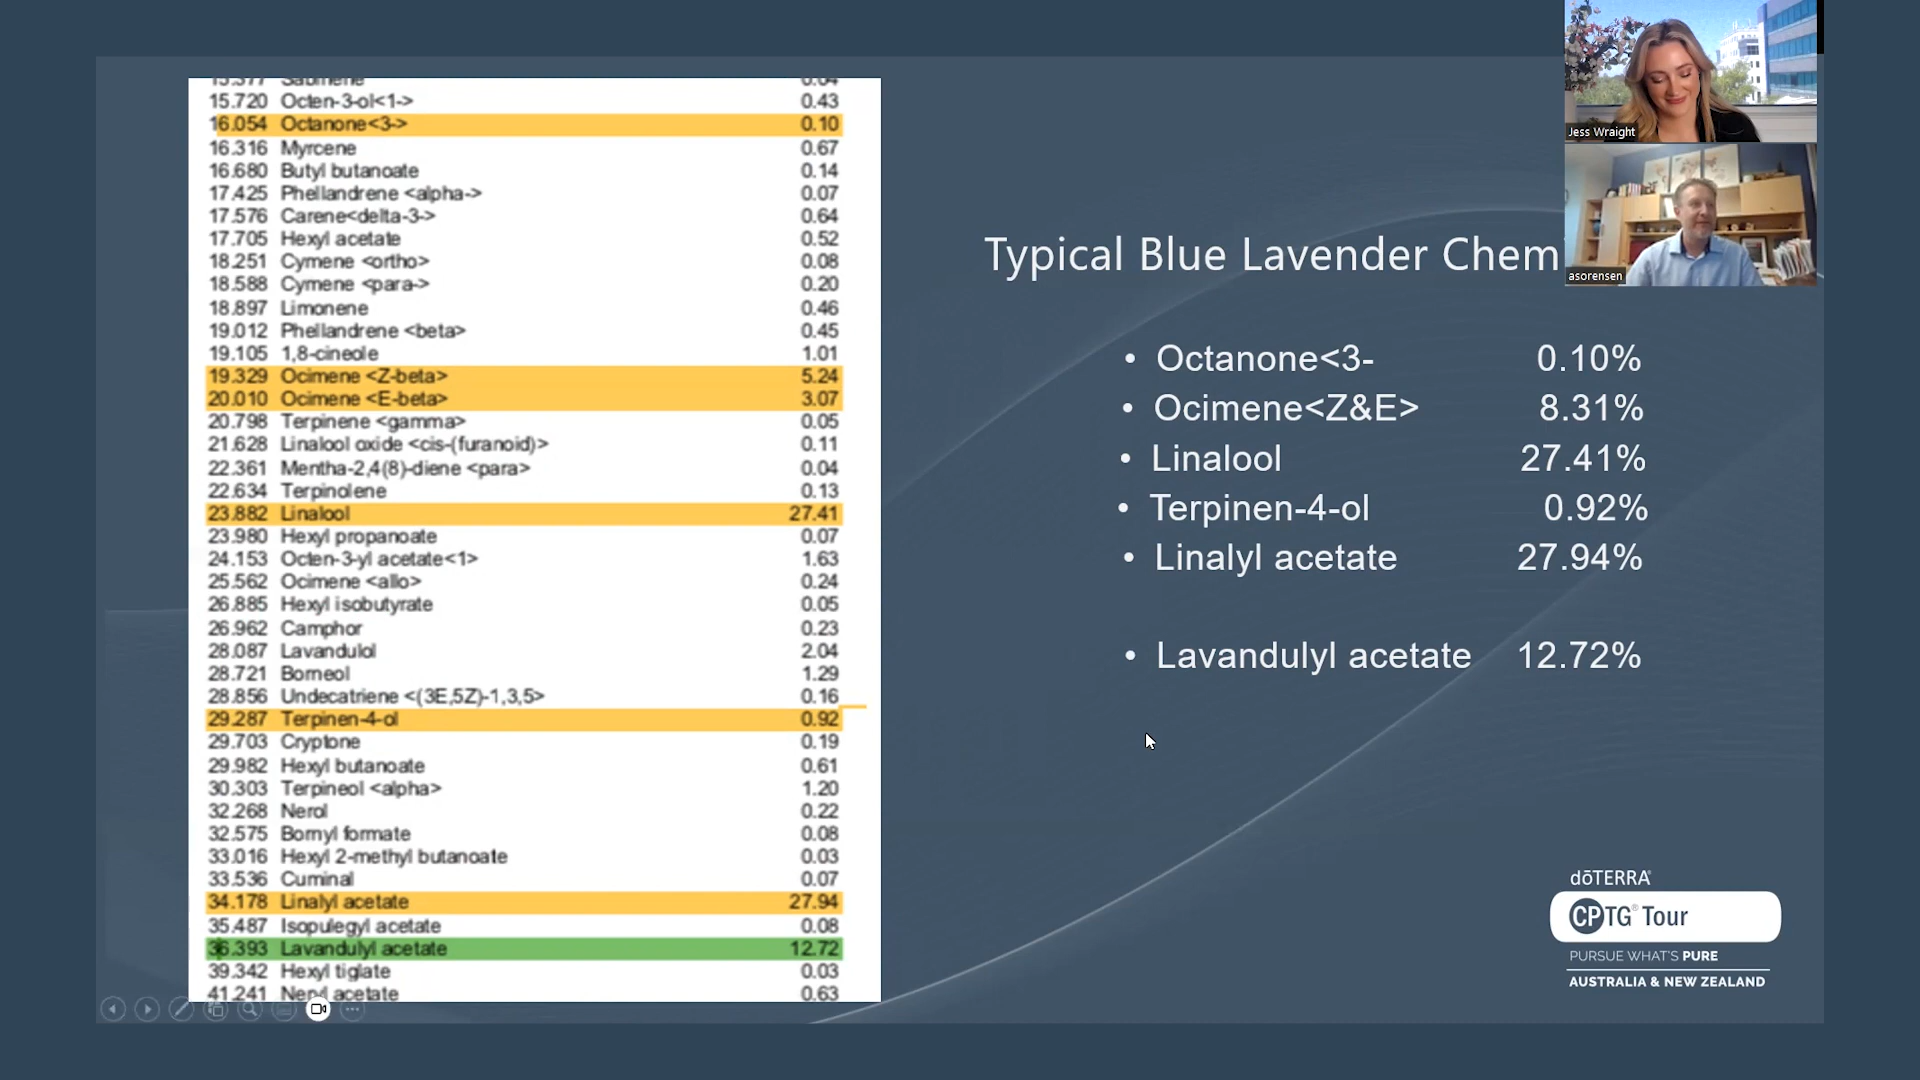 15.377 Sabinene 0.04
15.720 Octen-3-ol<1-> 0.43
16.054 Octanone<3-> 0.10
16.316 Myrcene 0.67
16.680 Butyl butanoate 0.14
17.425 Phellandrene <alpha-> 0.07
17.576 Carene<delta-3-> 0.64
17.705 Hexyl acetate 0.52
18.251 Cymene <ortho> 0.08
18.588 Cymene <para-> 0.20
18.897 Limonene 0.46
19.012 Phellandrene <beta> 0.45
19.105 1,8-cineole 1.01
19.329 Ocimene <Z-beta> 5.24
20.010 Ocimene <E-beta> 3.07
20.798 Terpinene <gamma> 0.05
21.628 Linalool oxide <cis-(furanoid)> 0.11
22.361 Mentha-2,4(8)-diene <para> 0.04
22.634 Terpinolene 0.13
23.882 Linalool 27.41
23.980 Hexyl propanoate 0.07
24.153 Octen-3-yl acetate<1> 1.63
25.562 Ocimene <allo> 0.24
26.885 Hexyl isobutyrate 0.05
26.962 Camphor 0.23
28.087 Lavandulol 2.04
28.721 Borneol 1.29
28.856 Undecatriene <(3E,5Z)-1,3,5> 0.16
29.287 Terpinen-4-ol 0.92
29.703 Cryptone 0.19
29.982 Hexyl butanoate 0.61
30.303 Terpineol <alpha> 1.20
32.268 Nerol 0.22
32.575 Bornyl formate 0.08
33.016 Hexyl 2-methyl butanoate 0.03
33.536 Cuminal 0.07
34.178 Linalyl acetate 27.94
35.487 Isopulegyl acetate 0.08
36.393 Lavandulyl acetate 12.72
39.342 Hexyl tiglate 0.03
41.241 Neryl acetate 0.63
Typical Blue Lavender Chem
• Octanone<3- 0.10%
• Ocimene<Z&E> 8.31%
• Linalool 27.41%
• Terpinen-4-ol 0.92%
• Linalyl acetate 27.94%
• Lavandulyl acetate 12.72%
Jess Wraight
asorensen
dōTERRA®
CPTG® Tour
PURSUE WHAT'S PURE
AUSTRALIA & NEW ZEALAND